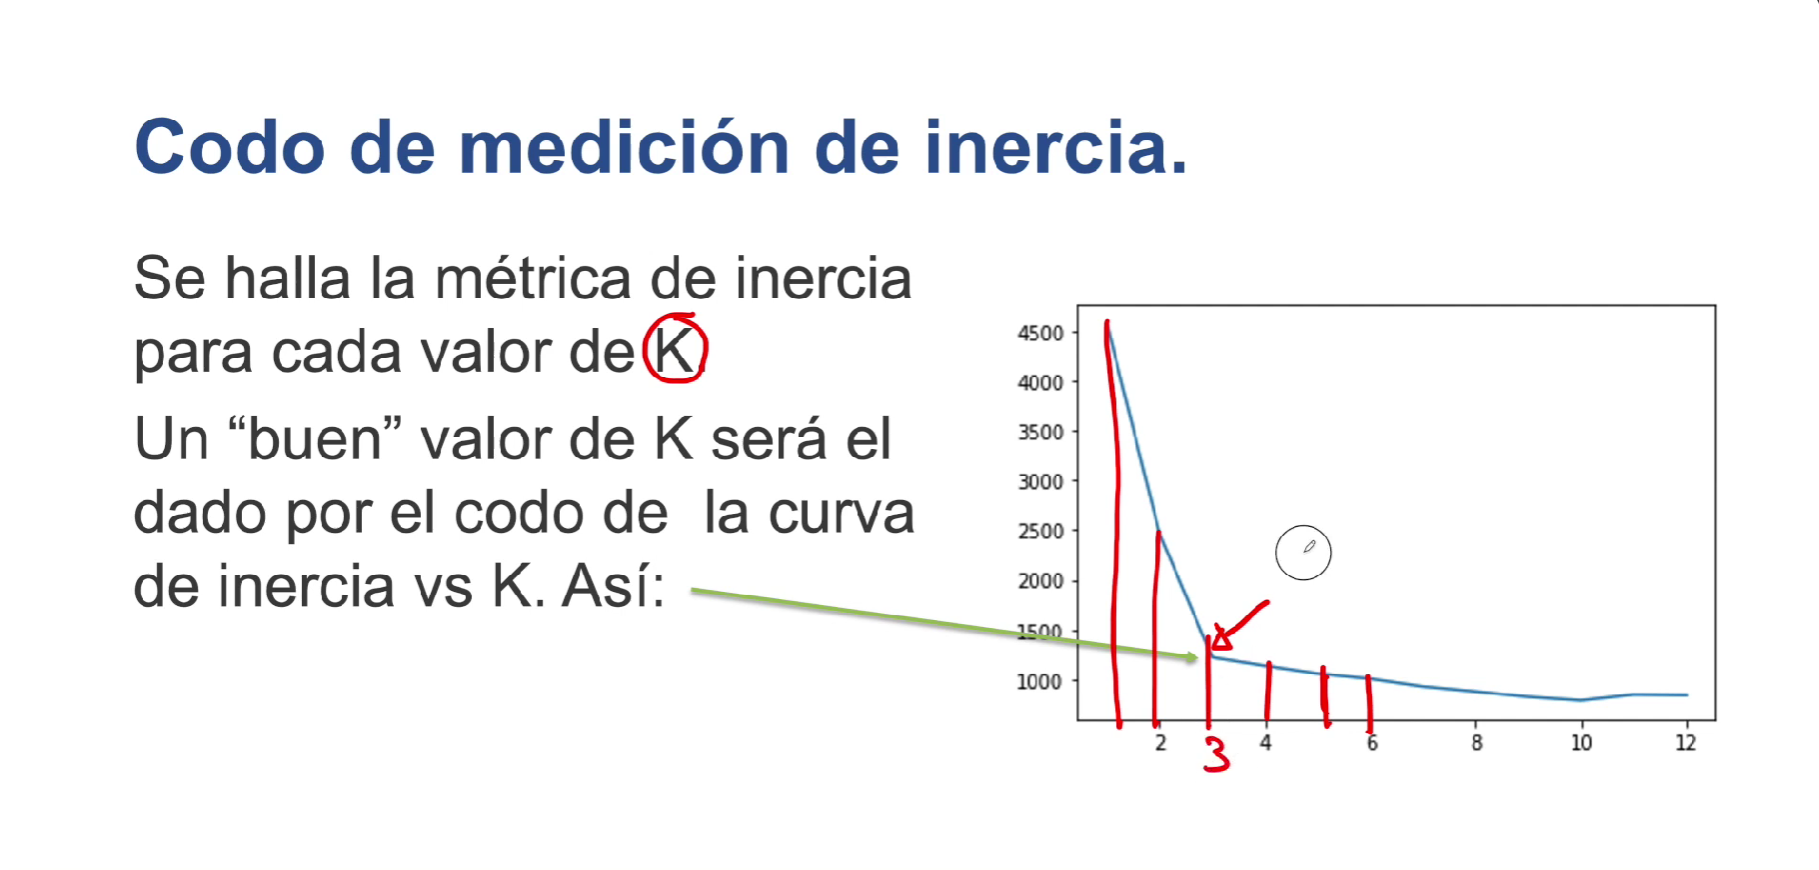 Codo de medición de inercia.
Se halla la métrica de inercia
para cada valor de K.
Un “buen” valor de K será el
dado por el codo de la curva
de inercia vs K. Así:
4500
4000
3500
3000
2500
2000
1500
1000
2 4 6 8 10 12
3